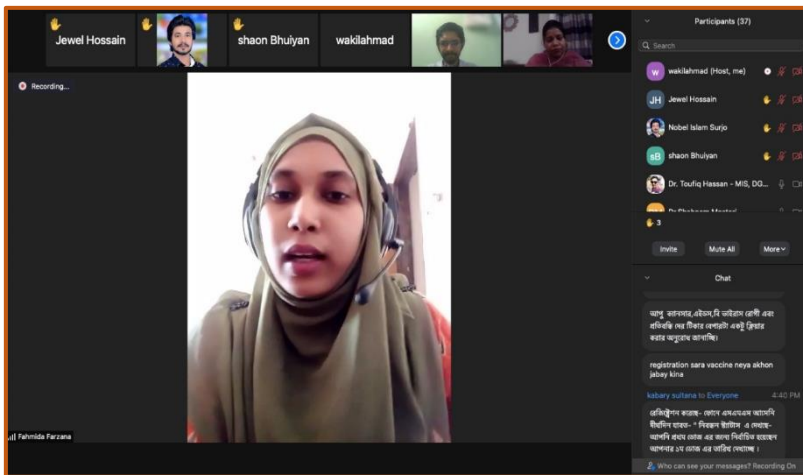 Jewel Hossain
shaon Bhuiyan
wakilahmad
Recording...
Fahmida Farzana
Participants (37)
Search
W
wakilahmad (Host, me)
JH
Jewel Hossain
Nobel Islam Surjo
sB
shaon Bhuiyan
Dr. Toufiq Hassan - MIS, DG...
3
Invite
Mute All
More
Chat
আপু ক্যানসার,এইডস,বি ভাইরাস রোগী এবং
প্রতিবন্ধি দের টিকার বেপারটা একটু ক্লিয়ার
করার অনুরোধ জানাচ্ছি।
registration sara vaccine neya akhon
jabay kina
kabary sultana to Everyone
4:40 PM
রেজিস্ট্রেশন করেছে- ফোনে এসএমএস আসেনি
দীর্ঘদিন যাবত- " নিবন্ধন স্ট্যাটাস এ দেখাছে-
আপনি প্রথম ডোজ এর জন্য নির্বাচিত হয়েছেন
আপনার ১ম ডোজ এর তারিখ দেখাচ্ছে ।
Who can see your messages? Recording On